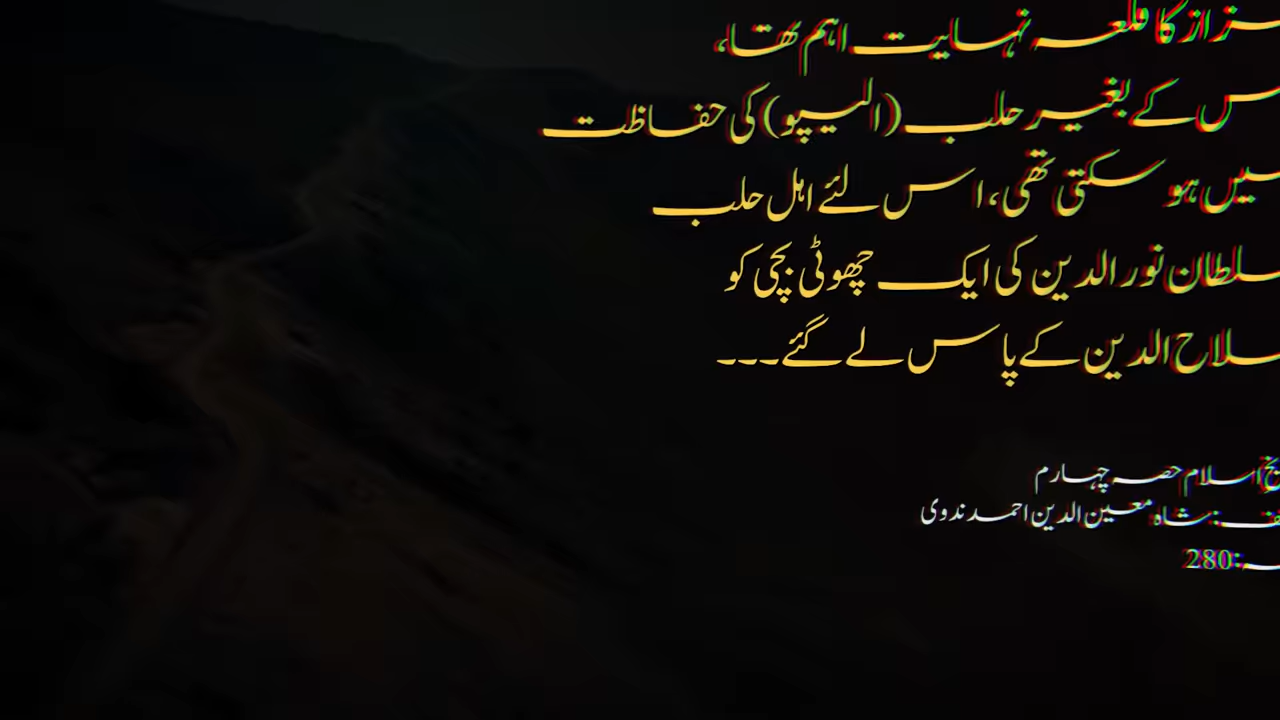 کا قلعہ نہایت اہم تھا،
کے بغیر حلب (الیپو) کی حفاظت
ہو سکتی تھی، اس لئے اہل حلب
نور الدین کی ایک چھوٹی بچی کو
الدین کے پاس لے گئے۔۔۔
اسلام حصہ چہارم
شاہ معین الدین احمد ندوی
280